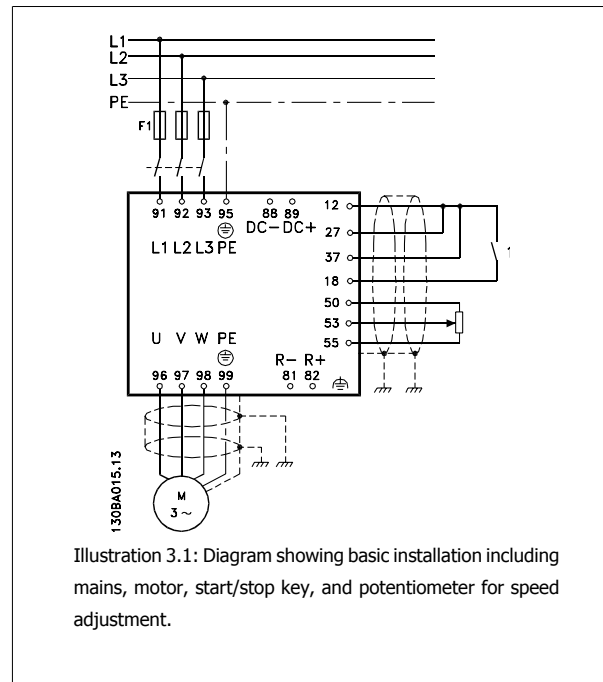 L1
L2
L3
PE
F1
91 92 93 95 88 89 12
DC- DC+
L1 L2 L3 PE
27
37
18
50
53
55
U V W PE
R- R+
96 97 98 99 81 82
M
3 ~
130BA015.13
Illustration 3.1: Diagram showing basic installation including
mains, motor, start/stop key, and potentiometer for speed
adjustment.